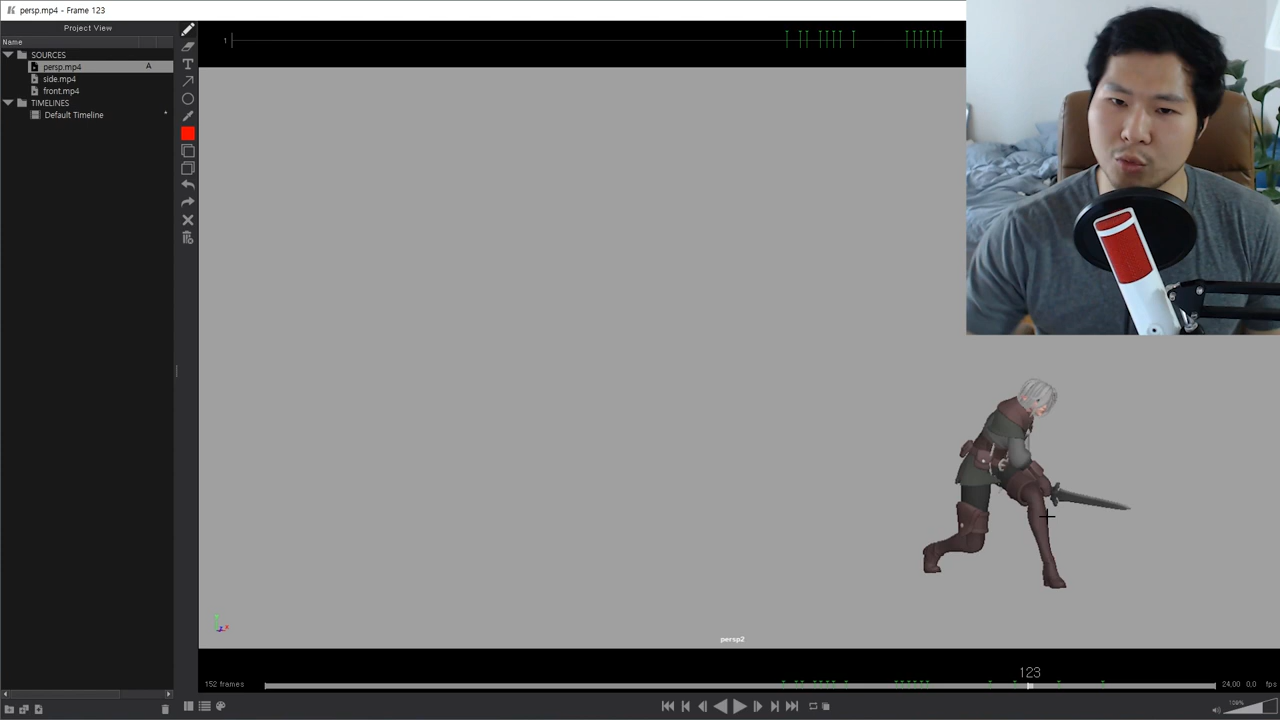 persp.mp4 - Frame 123
Project View
Name
SOURCES
persp.mp4 A
side.mp4
front.mp4
TIMELINES
Default Timeline *
1
persp2
123
152 frames
24.00 0.0 fps
100%